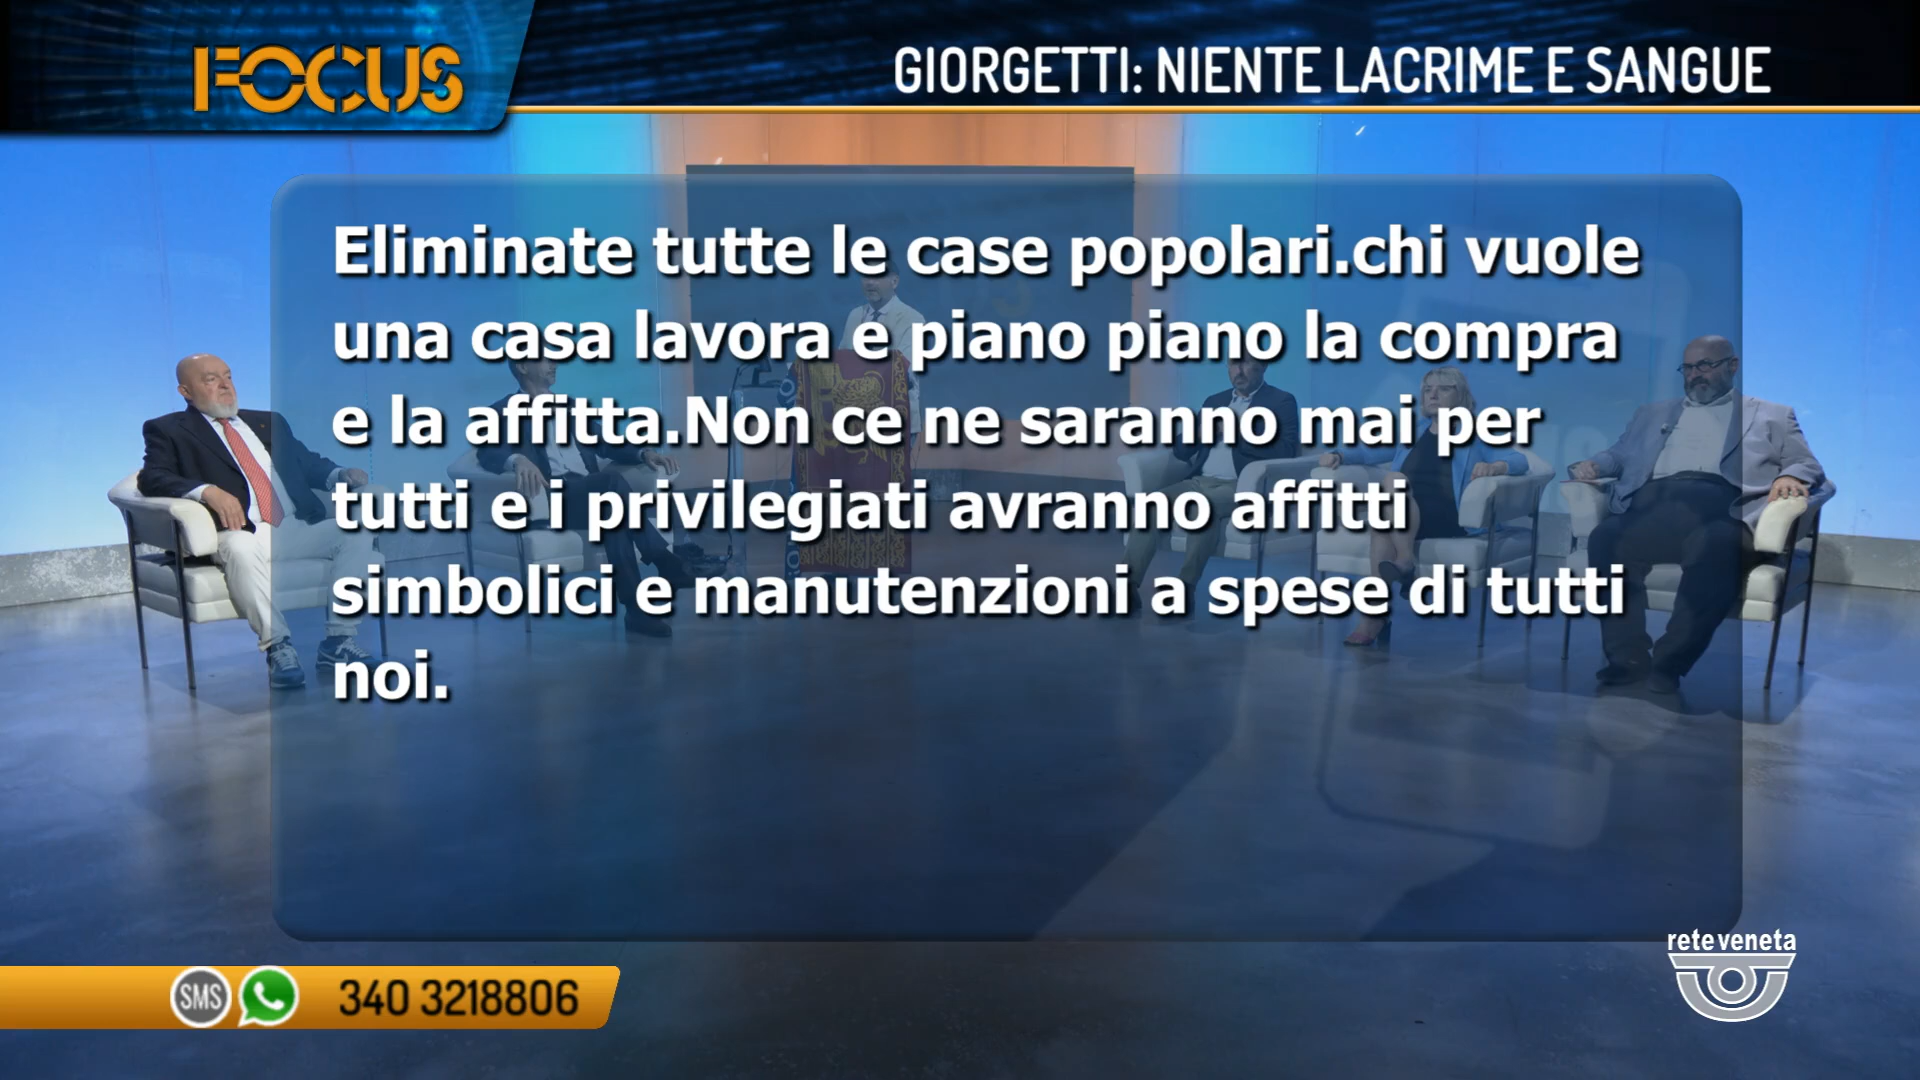 FOCUS
GIORGETTI: NIENTE LACRIME E SANGUE
Eliminate tutte le case popolari.chi vuole
una casa lavora e piano piano la compra
e la affitta.Non ce ne saranno mai per
tutti e i privilegiati avranno affitti
simbolici e manutenzioni a spese di tutti
noi.
reteveneta
SMS
340 3218806